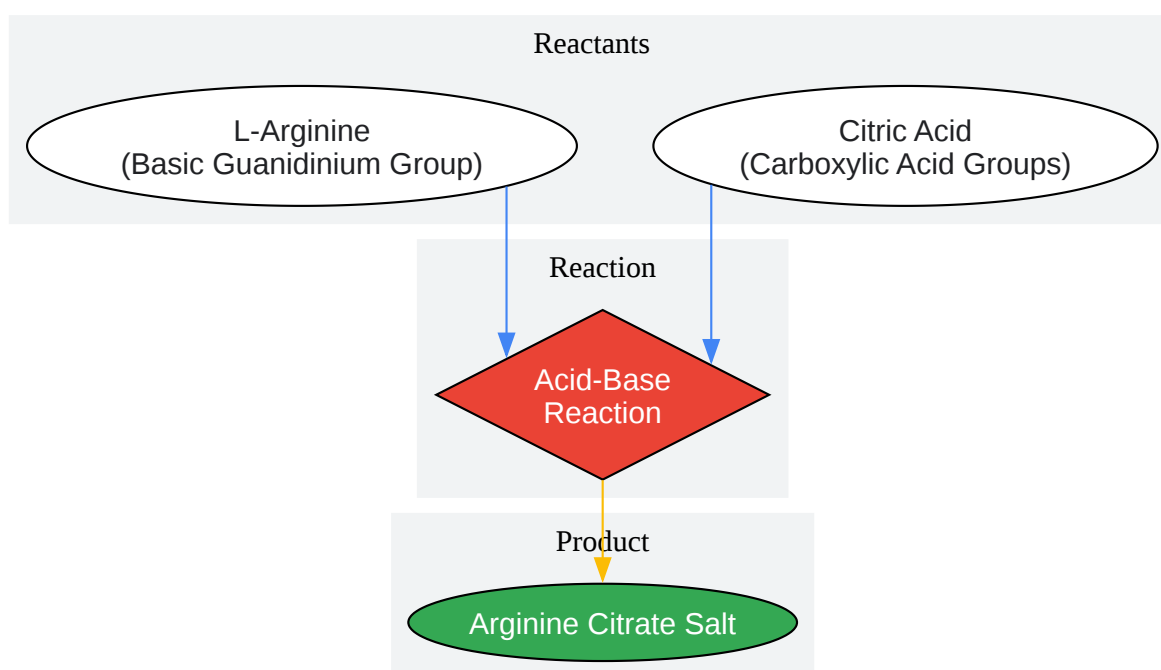 Reactants
L-Arginine
(Basic Guanidinium Group)
Citric Acid
(Carboxylic Acid Groups)
Reaction
Acid-Base
Reaction
Product
Arginine Citrate Salt